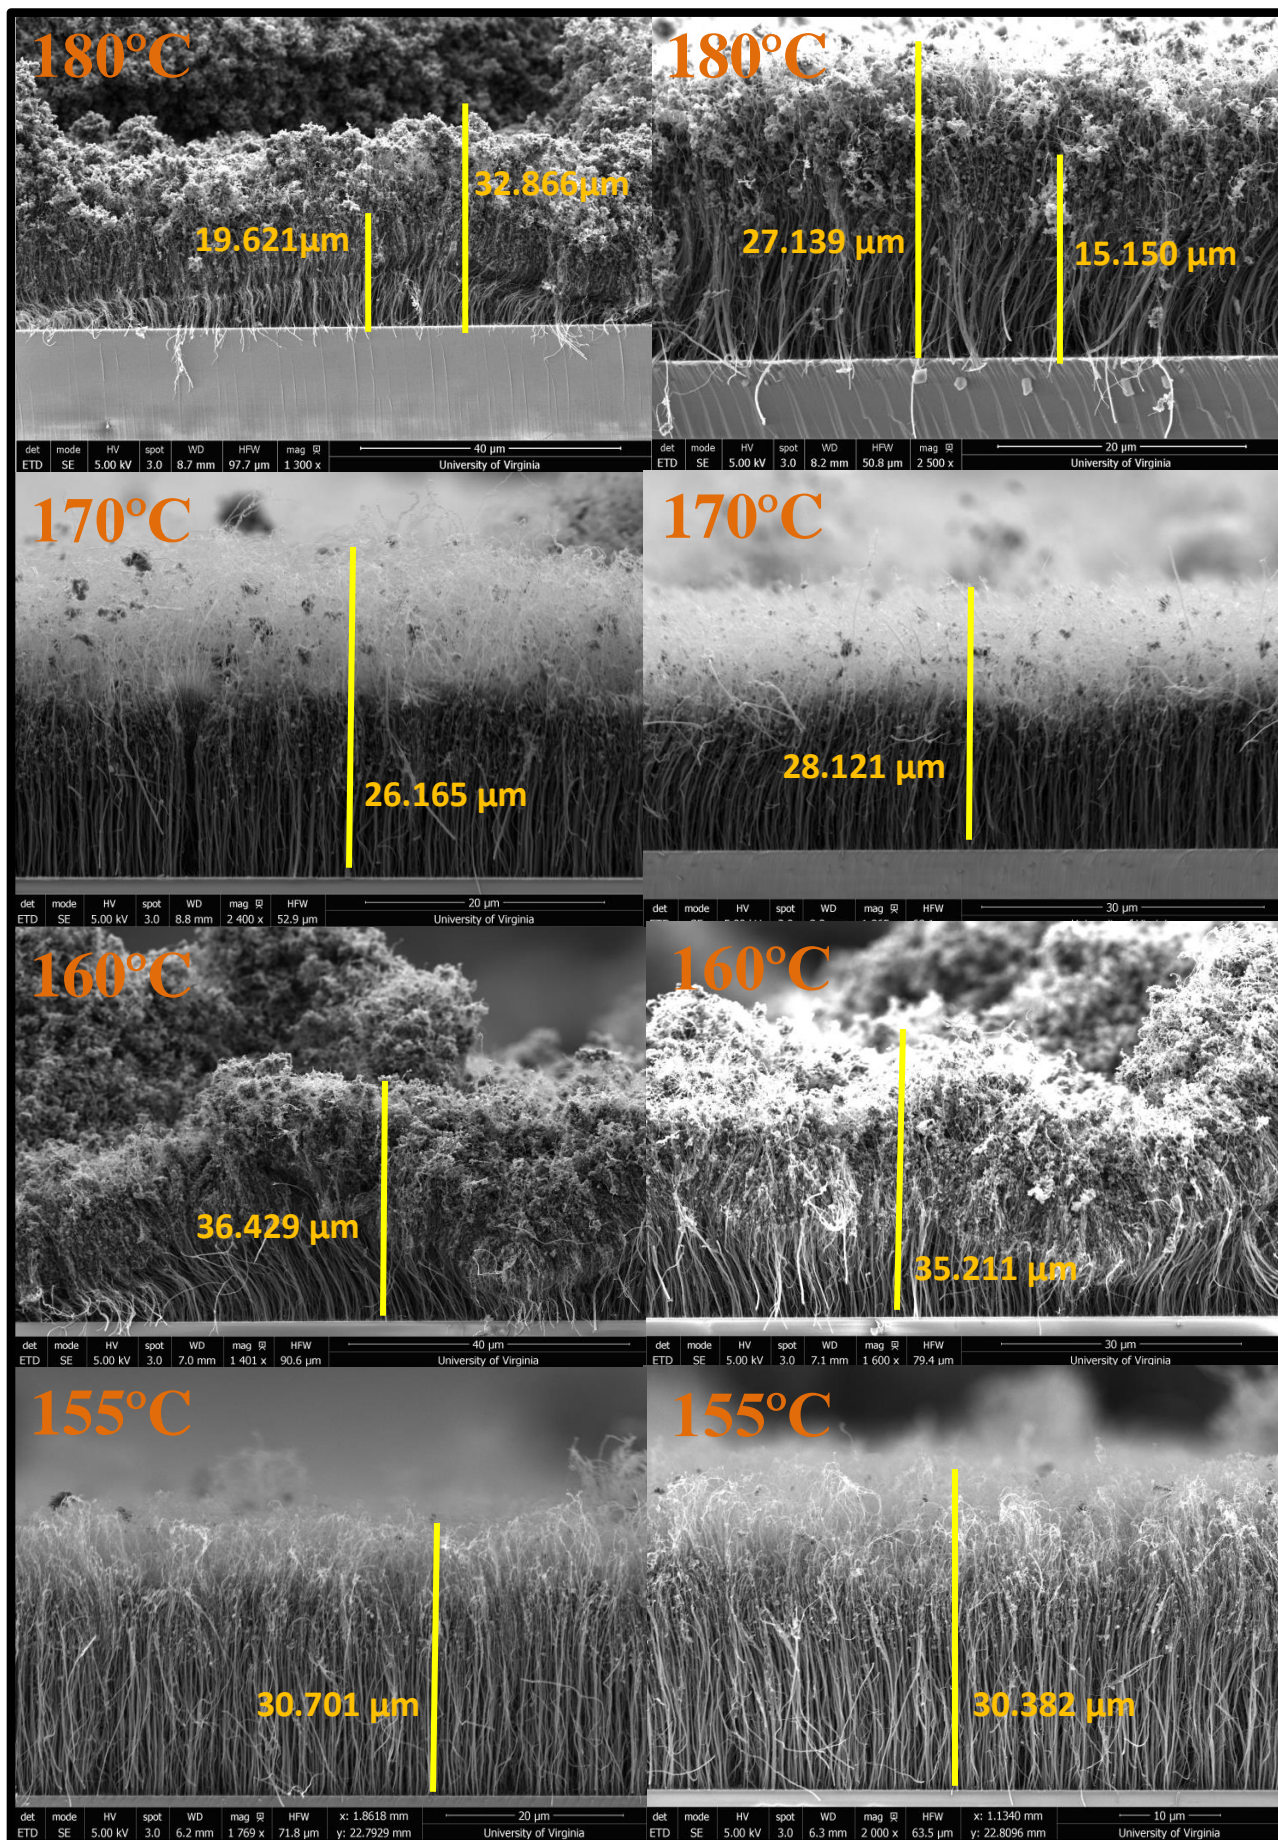 180°C
32.866µm
19.621µm
det mode HV spot WD HFW mag
40 µm
ETD SE 5.00 kV 3.0 8.7 mm 97.7 µm 1 300 x
University of Virginia
180°C
27.139 µm
15.150 µm
det mode HV spot WD HFW mag
20 µm
ETD SE 5.00 kV 3.0 8.2 mm 50.8 µm 2 500 x
University of Virginia
170°C
26.165 µm
det mode HV spot WD mag HFW
20 µm
ETD SE 5.00 kV 3.0 8.8 mm 2 400 x 52.9 µm
University of Virginia
170°C
28.121 µm
det mode HV spot WD mag HFW
30 µm
ETD SE
160°C
36.429 µm
det mode HV spot WD mag HFW
40 µm
ETD SE 5.00 kV 3.0 7.0 mm 1 401 x 90.6 µm
University of Virginia
160°C
35.211 µm
det mode HV spot WD mag HFW
30 µm
ETD SE 5.00 kV 3.0 7.1 mm 1 600 x 79.4 µm
University of Virginia
155°C
30.701 µm
det mode HV spot WD mag HFW x: 1.8618 mm
20 µm
ETD SE 5.00 kV 3.0 6.2 mm 1 769 x 71.8 µm y: 22.7929 mm
University of Virginia
155°C
30.382 µm
det mode HV spot WD mag HFW x: 1.1340 mm
10 µm
ETD SE 5.00 kV 3.0 6.3 mm 2 000 x 63.5 µm y: 22.8096 mm
University of Virginia